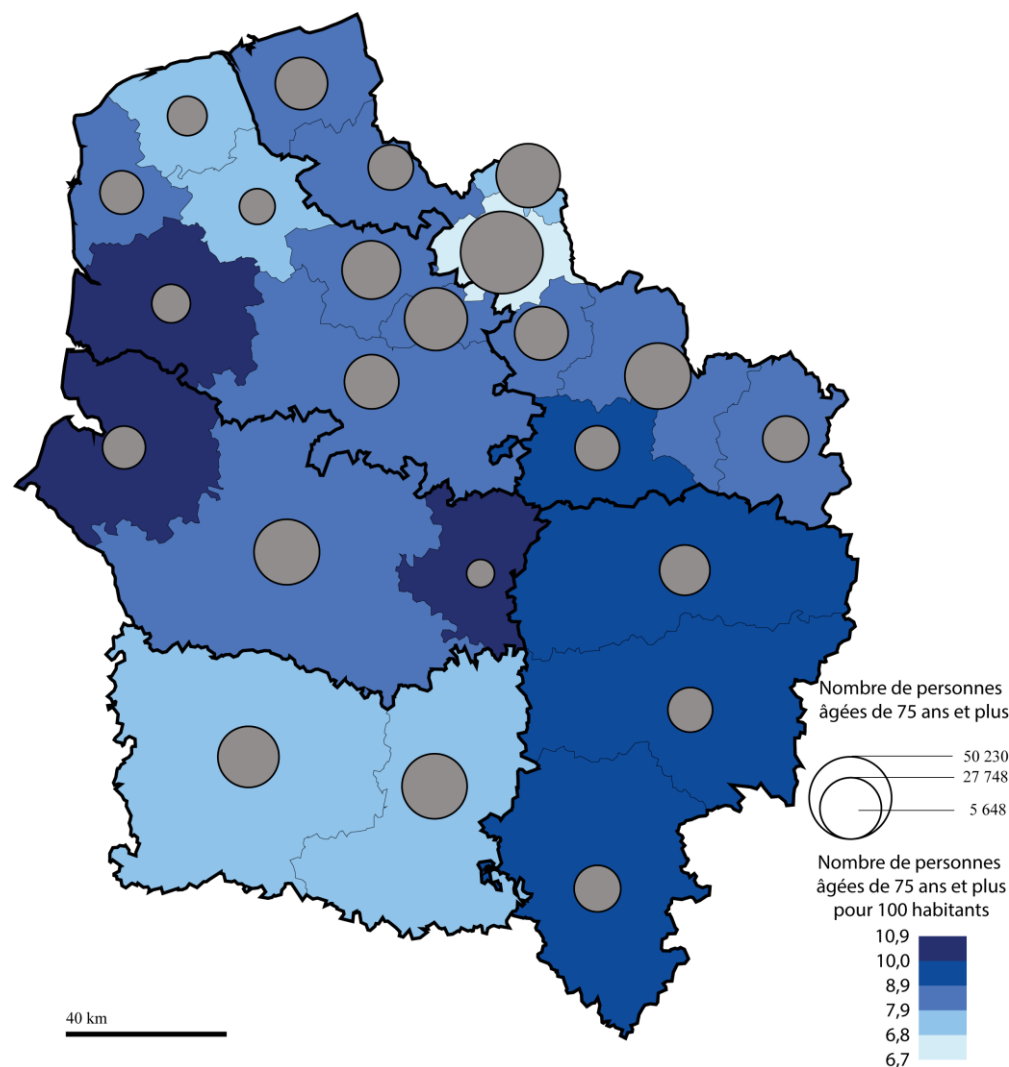 Nombre de personnes
âgées de 75 ans et plus
50 230
27 748
5 648
Nombre de personnes
âgées de 75 ans et plus
pour 100 habitants
10,9
10,0
8,9
7,9
6,8
6,7
40 km